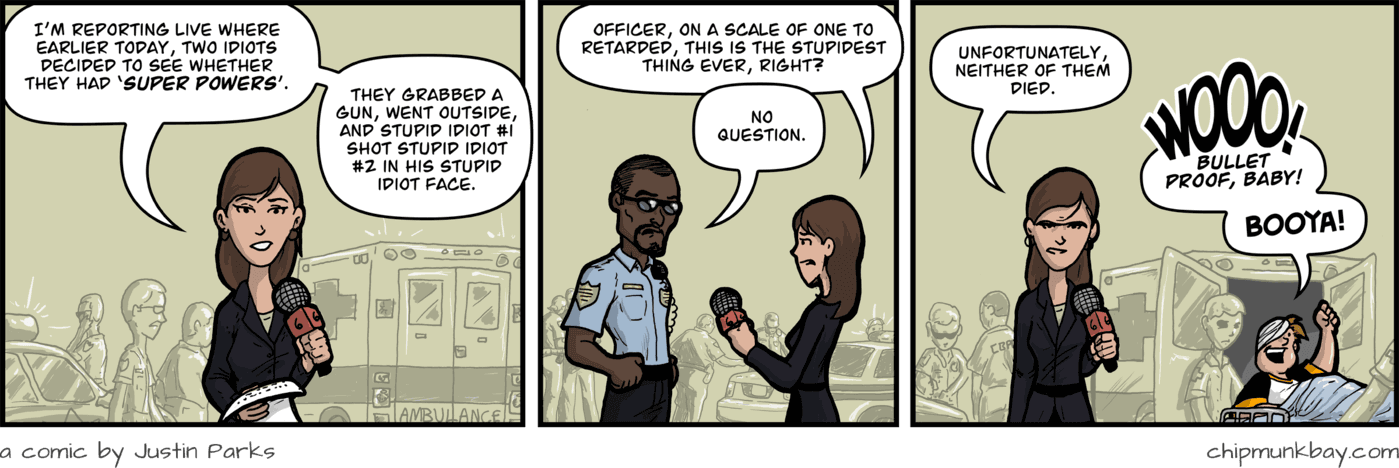 I'M REPORTING LIVE WHERE
EARLIER TODAY, TWO IDIOTS
DECIDED TO SEE WHETHER
THEY HAD 'SUPER POWERS'.
THEY GRABBED A
GUN, WENT OUTSIDE,
AND STUPID IDIOT #1
SHOT STUPID IDIOT
#2 IN HIS STUPID
IDIOT FACE.
AMBULANCE
OFFICER, ON A SCALE OF ONE TO
RETARDED, THIS IS THE STUPIDEST
THING EVER, RIGHT?
NO
QUESTION.
UNFORTUNATELY,
NEITHER OF THEM
DIED.
WOOO!
BULLET
PROOF, BABY!
BOOYA!
a comic by Justin Parks
chipmunkbay.com